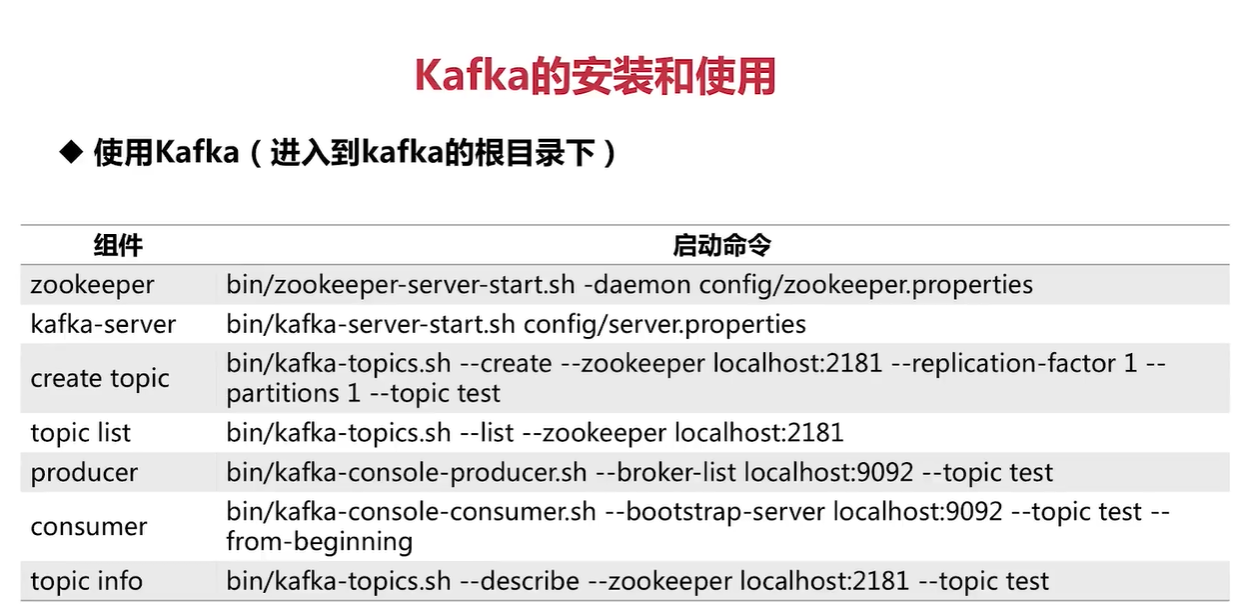 Kafka的安装和使用
◆ 使用Kafka（进入到kafka的根目录下）
组件 启动命令
zookeeper bin/zookeeper-server-start.sh -daemon config/zookeeper.properties
kafka-server bin/kafka-server-start.sh config/server.properties
create topic bin/kafka-topics.sh --create --zookeeper localhost:2181 --replication-factor 1 --
partitions 1 --topic test
topic list bin/kafka-topics.sh --list --zookeeper localhost:2181
producer bin/kafka-console-producer.sh --broker-list localhost:9092 --topic test
consumer bin/kafka-console-consumer.sh --bootstrap-server localhost:9092 --topic test --
from-beginning
topic info bin/kafka-topics.sh --describe --zookeeper localhost:2181 --topic test